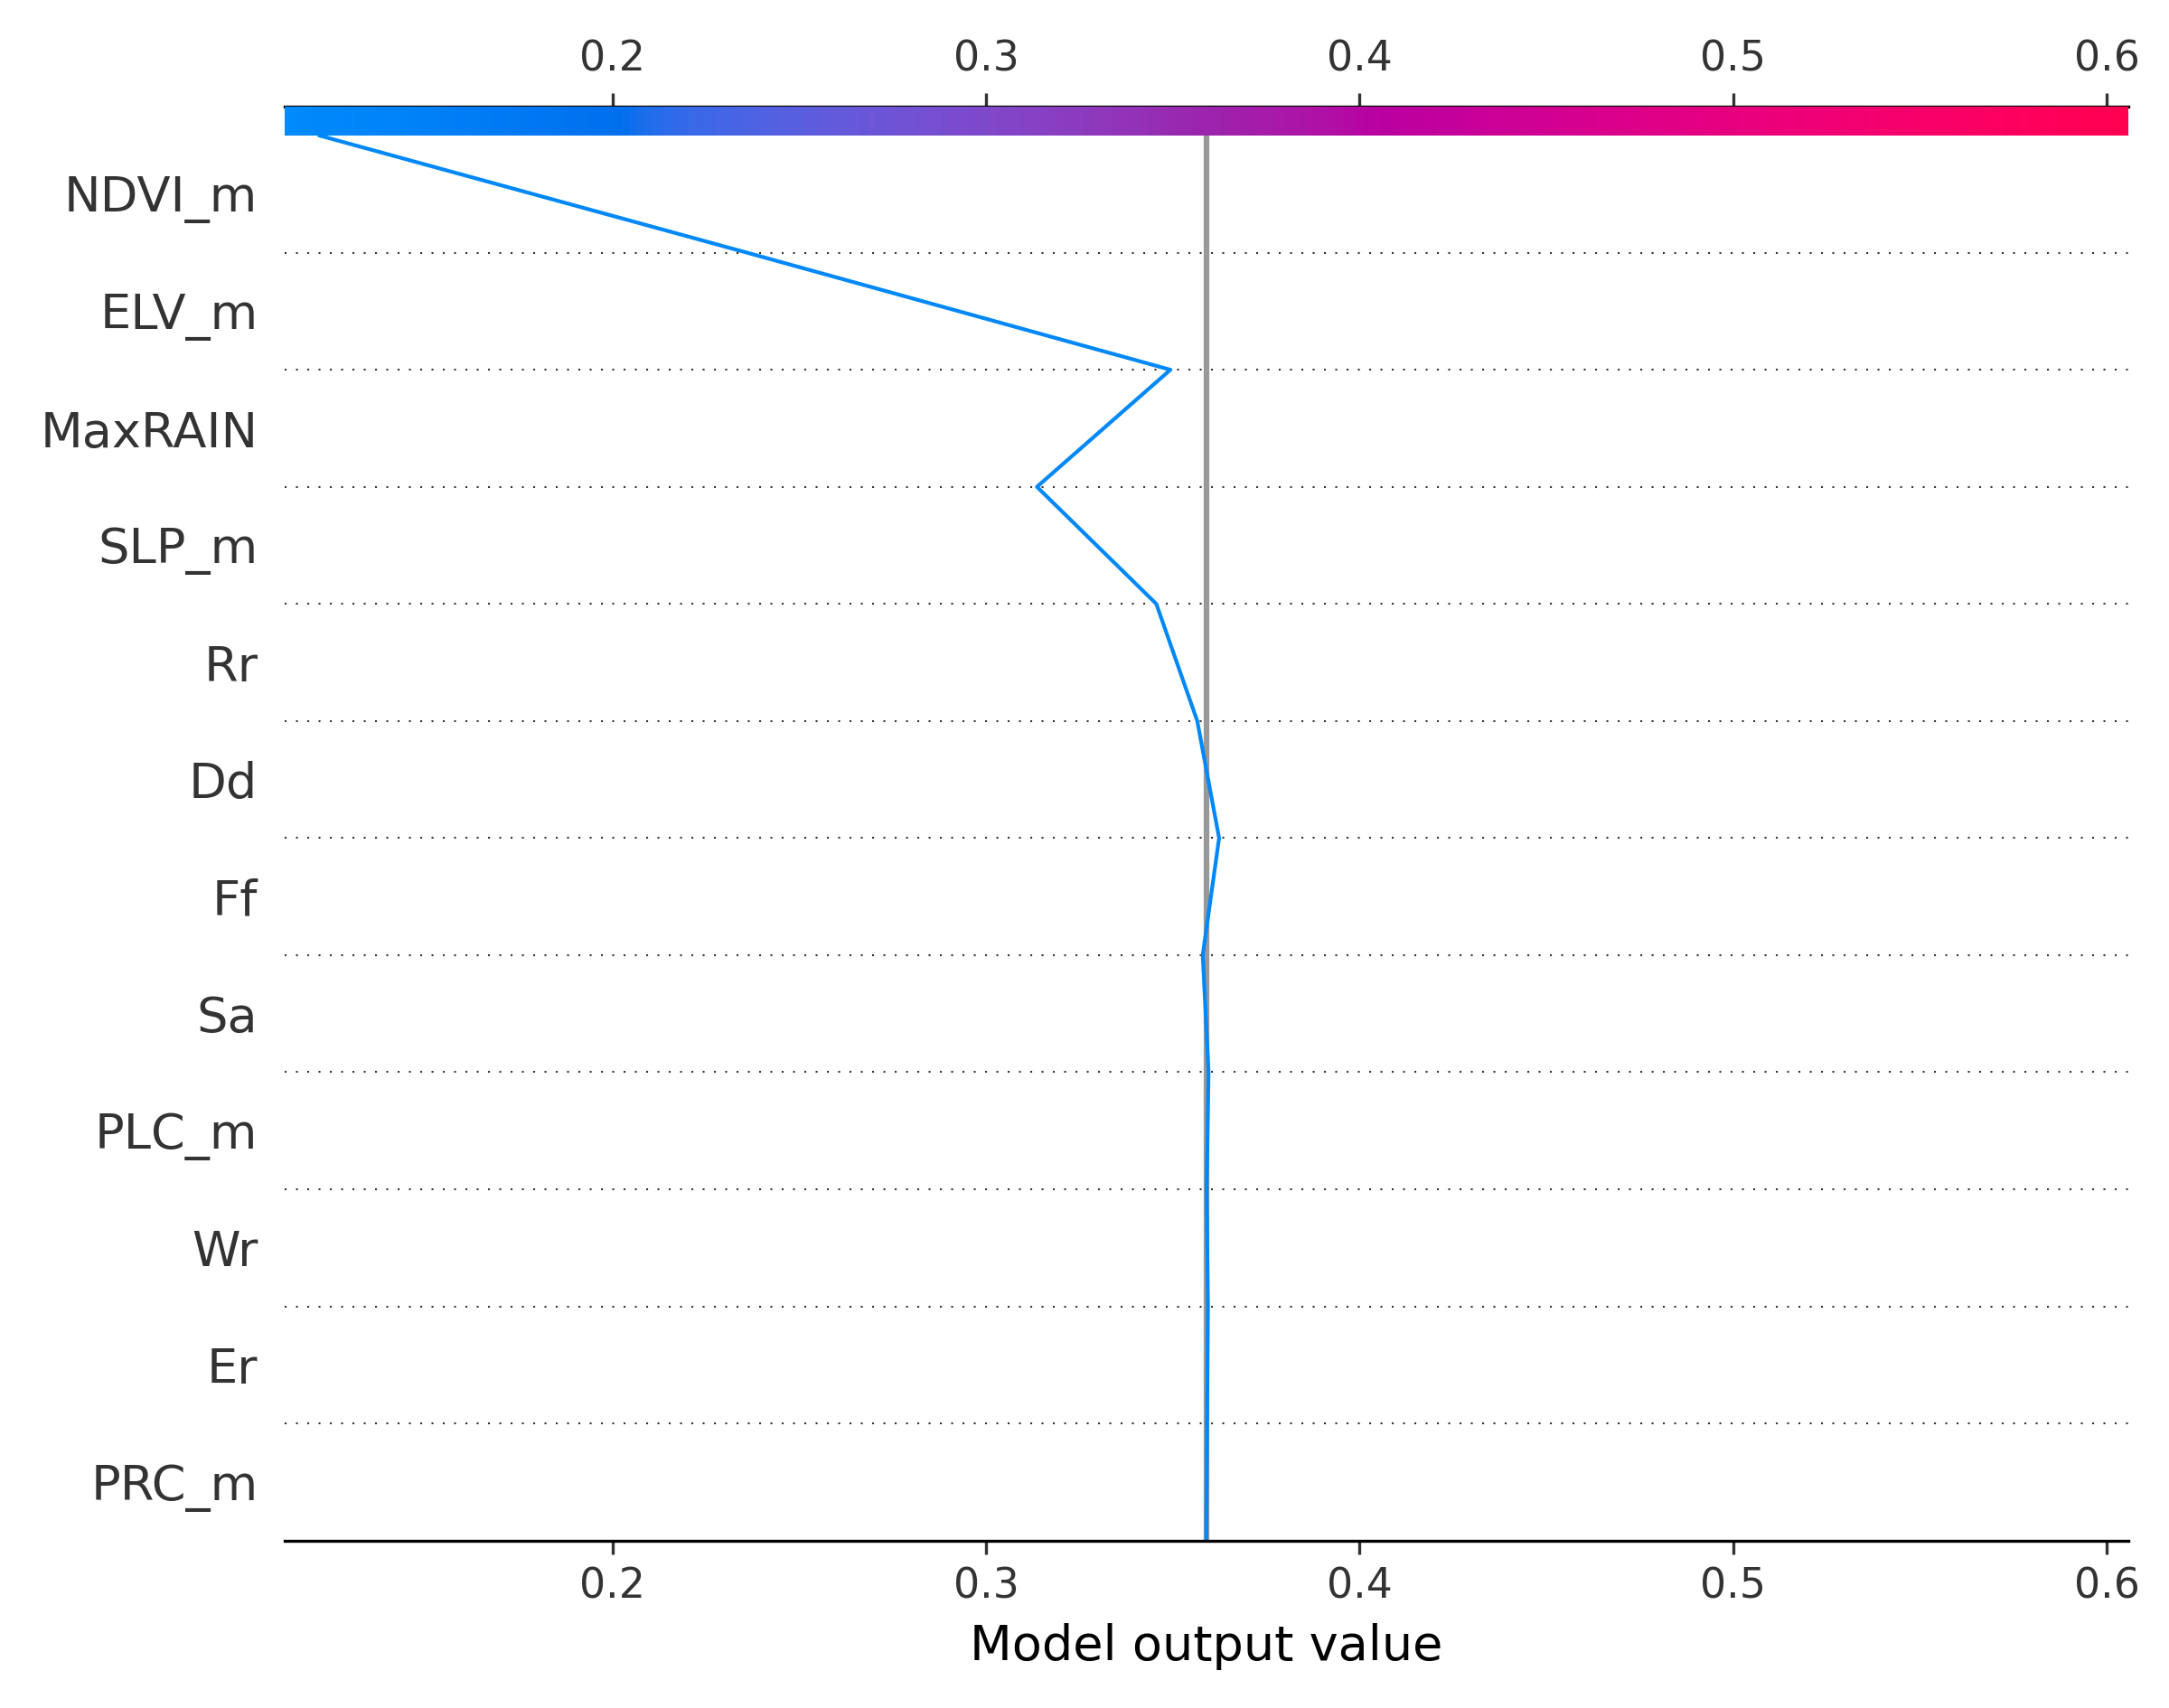 0.2 0.3 0.4 0.5 0.6
NDVI_m
ELV_m
MaxRAIN
SLP_m
Rr
Dd
Ff
Sa
PLC_m
Wr
Er
PRC_m
0.2 0.3 0.4 0.5 0.6
Model output value